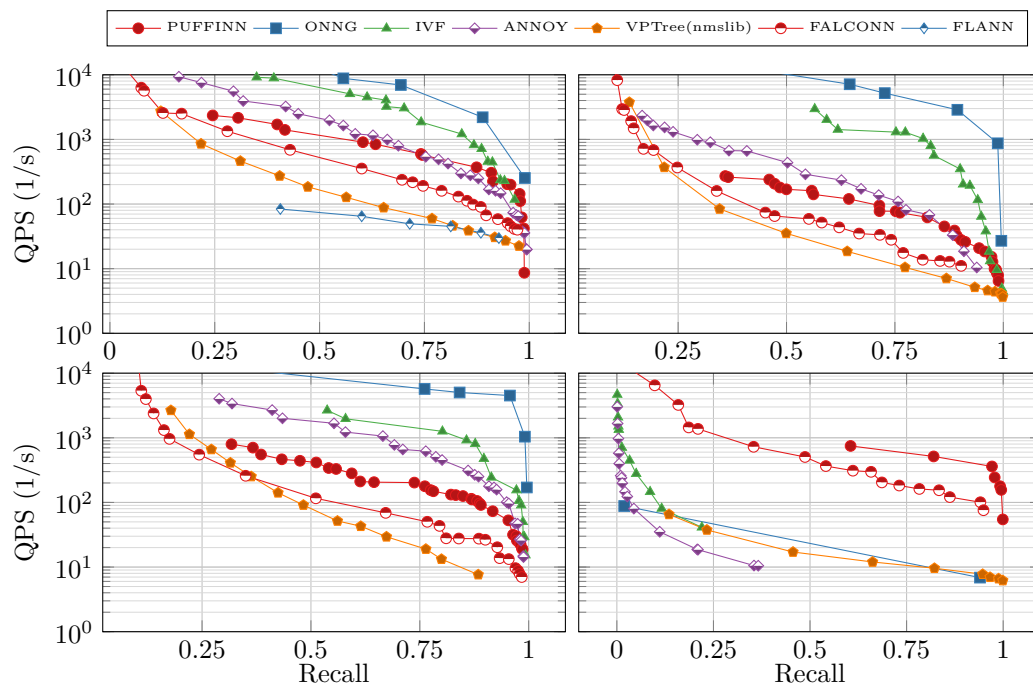 PUFFINN ONNG IVF ANNOY VPTree(nmslib) FALCONN FLANN
10^4
10^3
10^2
10^1
10^0
QPS (1/s)
0 0.25 0.5 0.75 1
0.25 0.5 0.75 1
10^4
10^3
10^2
10^1
10^0
QPS (1/s)
0.25 0.5 0.75 1
0 0.25 0.5 0.75 1
Recall Recall